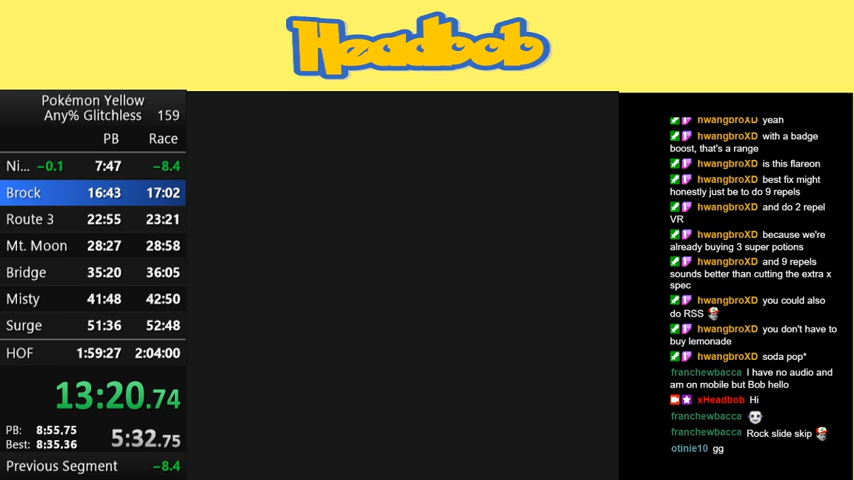 Headbob
Pokémon Yellow
Any% Glitchless 159
PB Race
Ni... −0.1 7:47 −8.4
Brock 16:43 17:02
Route 3 22:55 23:21
Mt. Moon 28:27 28:58
Bridge 35:20 36:05
Misty 41:48 42:50
Surge 51:36 52:48
HOF 1:59:27 2:04:00
13:20.74
PB: 8:55.75
Best: 8:35.36
5:32.75
Previous Segment −8.4
hwangbroXD yeah
hwangbroXD with a badge
boost, that's a range
hwangbroXD is this flareon
hwangbroXD best fix might
honestly just be to do 9 repels
hwangbroXD and do 2 repel
VR
hwangbroXD because we're
already buying 3 super potions
hwangbroXD and 9 repels
sounds better than cutting the extra x
spec
hwangbroXD you could also
do RSS
hwangbroXD you don't have to
buy lemonade
hwangbroXD soda pop*
franchewbacca I have no audio and
am on mobile but Bob hello
xHeadbob Hi
franchewbacca
franchewbacca Rock slide skip
otinie10 gg